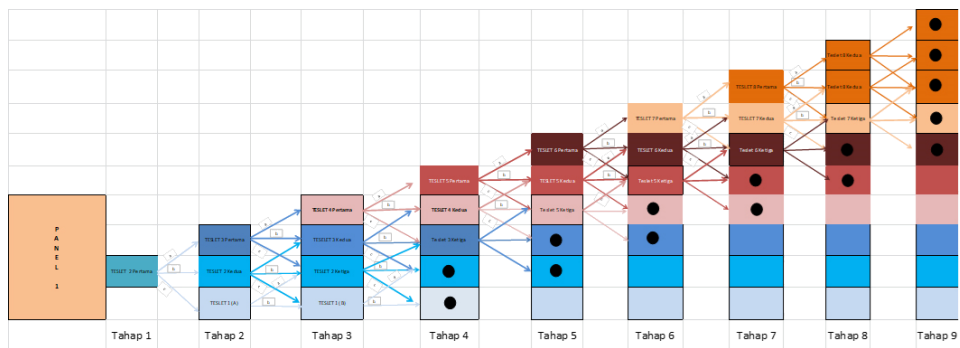 Teslet 8 Kedua
TESLET 8 Pertama
Teslet 8 Kedua
TESLET 7 Pertama
TESLET 7 Kedua
Teslet 7 Ketiga
TESLET 6 Pertama
TESLET 6 Kedua
Teslet 6 Ketiga
TESLET 5 Pertama
TESLET 5 Kedua
Teslet 5 Ketiga
TESLET 4 Pertama
TESLET 4 Kedua
Teslet 5 Ketiga
PANEL 1
TESLET 3 Pertama
TESLET 3 Kedua
Teslet 3 Ketiga
TESLET 2 Pertama
TESLET 2 Kedua
TESLET 2 Ketiga
TESLET 1 (A)
TESLET 1 (B)
Tahap 1
Tahap 2
Tahap 3
Tahap 4
Tahap 5
Tahap 6
Tahap 7
Tahap 8
Tahap 9